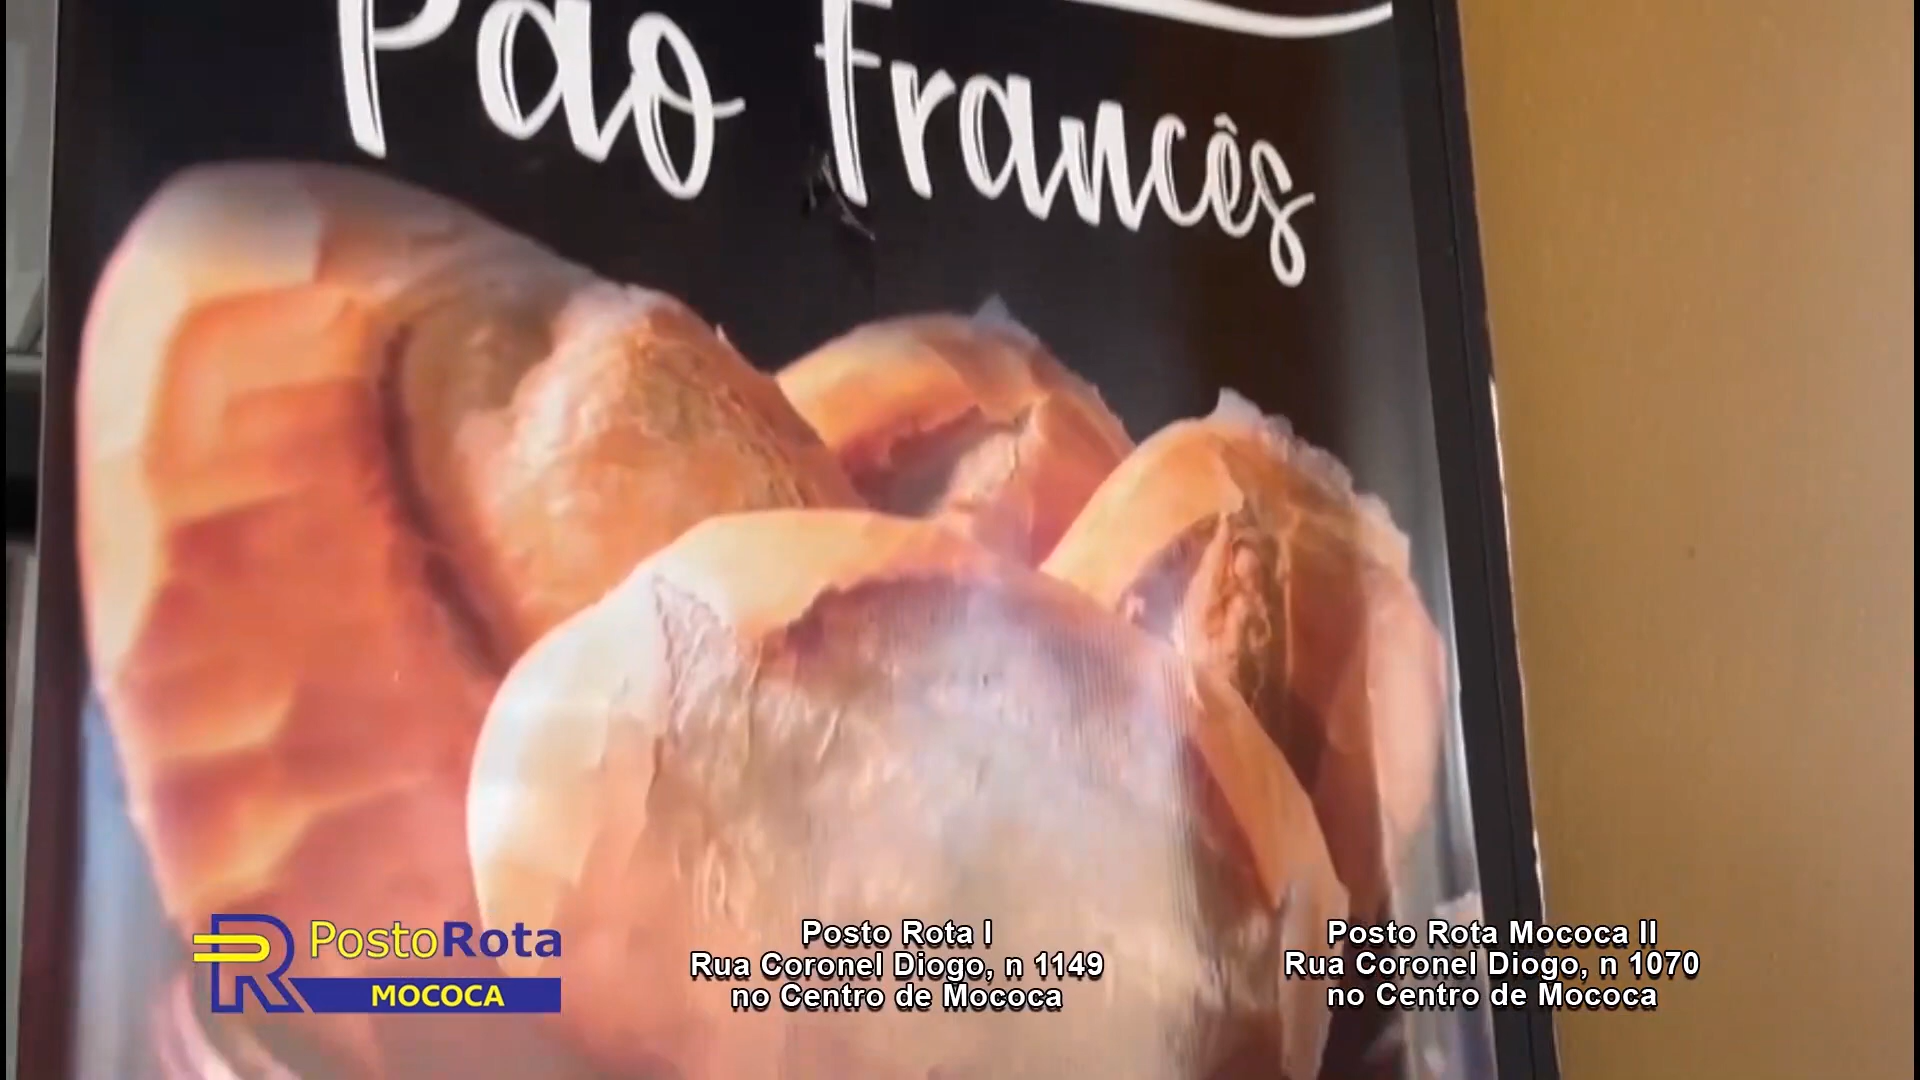 Pão Francês
PostoRota
MOCOCA
Posto Rota I
Rua Coronel Diogo, n 1149
no Centro de Mococa
Posto Rota Mococa II
Rua Coronel Diogo, n 1070
no Centro de Mococa